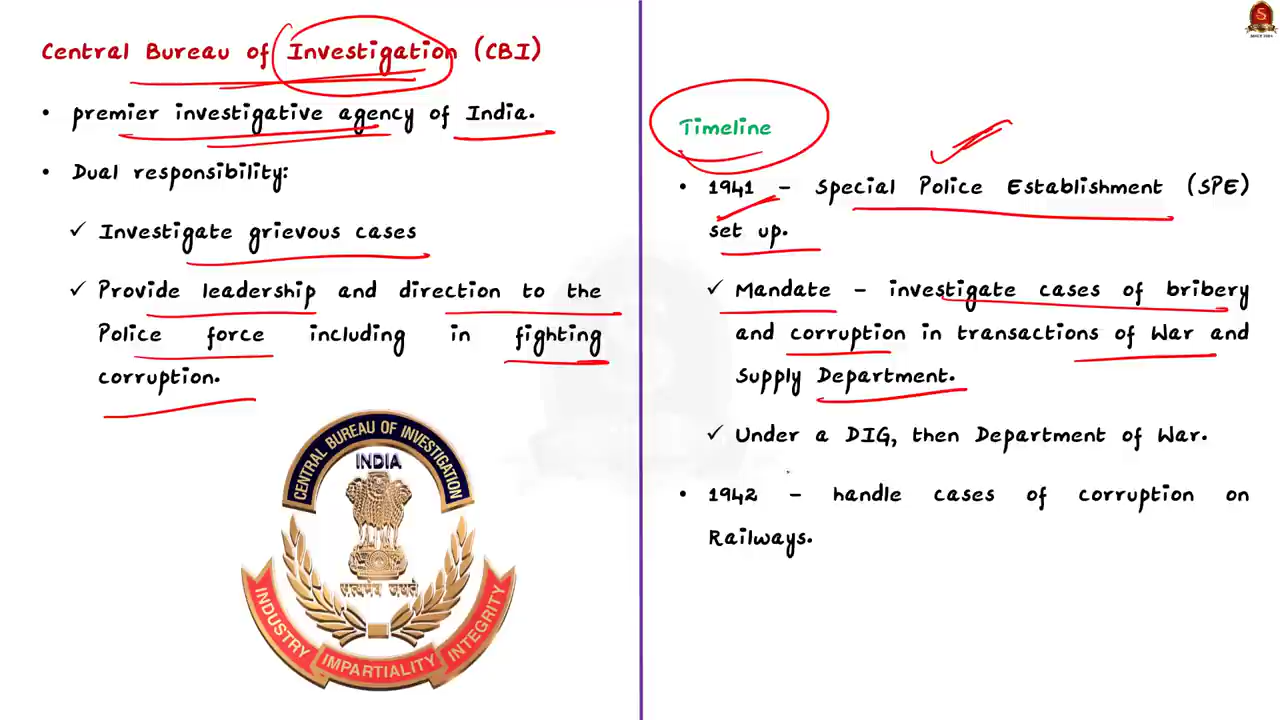 Central Bureau of Investigation (CBI)
• premier investigative agency of India.
• Dual responsibility:
✓ Investigate grievous cases
✓ Provide leadership and direction to the
Police force including in fighting
corruption.
CENTRAL BUREAU OF INVESTIGATION
INDIA
सत्यमेव जयते
INDUSTRY
IMPARTIALITY
INTEGRITY
Timeline
• 1941 – Special Police Establishment (SPE)
set up.
✓ Mandate – investigate cases of bribery
and corruption in transactions of War and
Supply Department.
✓ Under a DIG, then Department of War.
• 1942 – handle cases of corruption on
Railways.
S
SINCE 2004